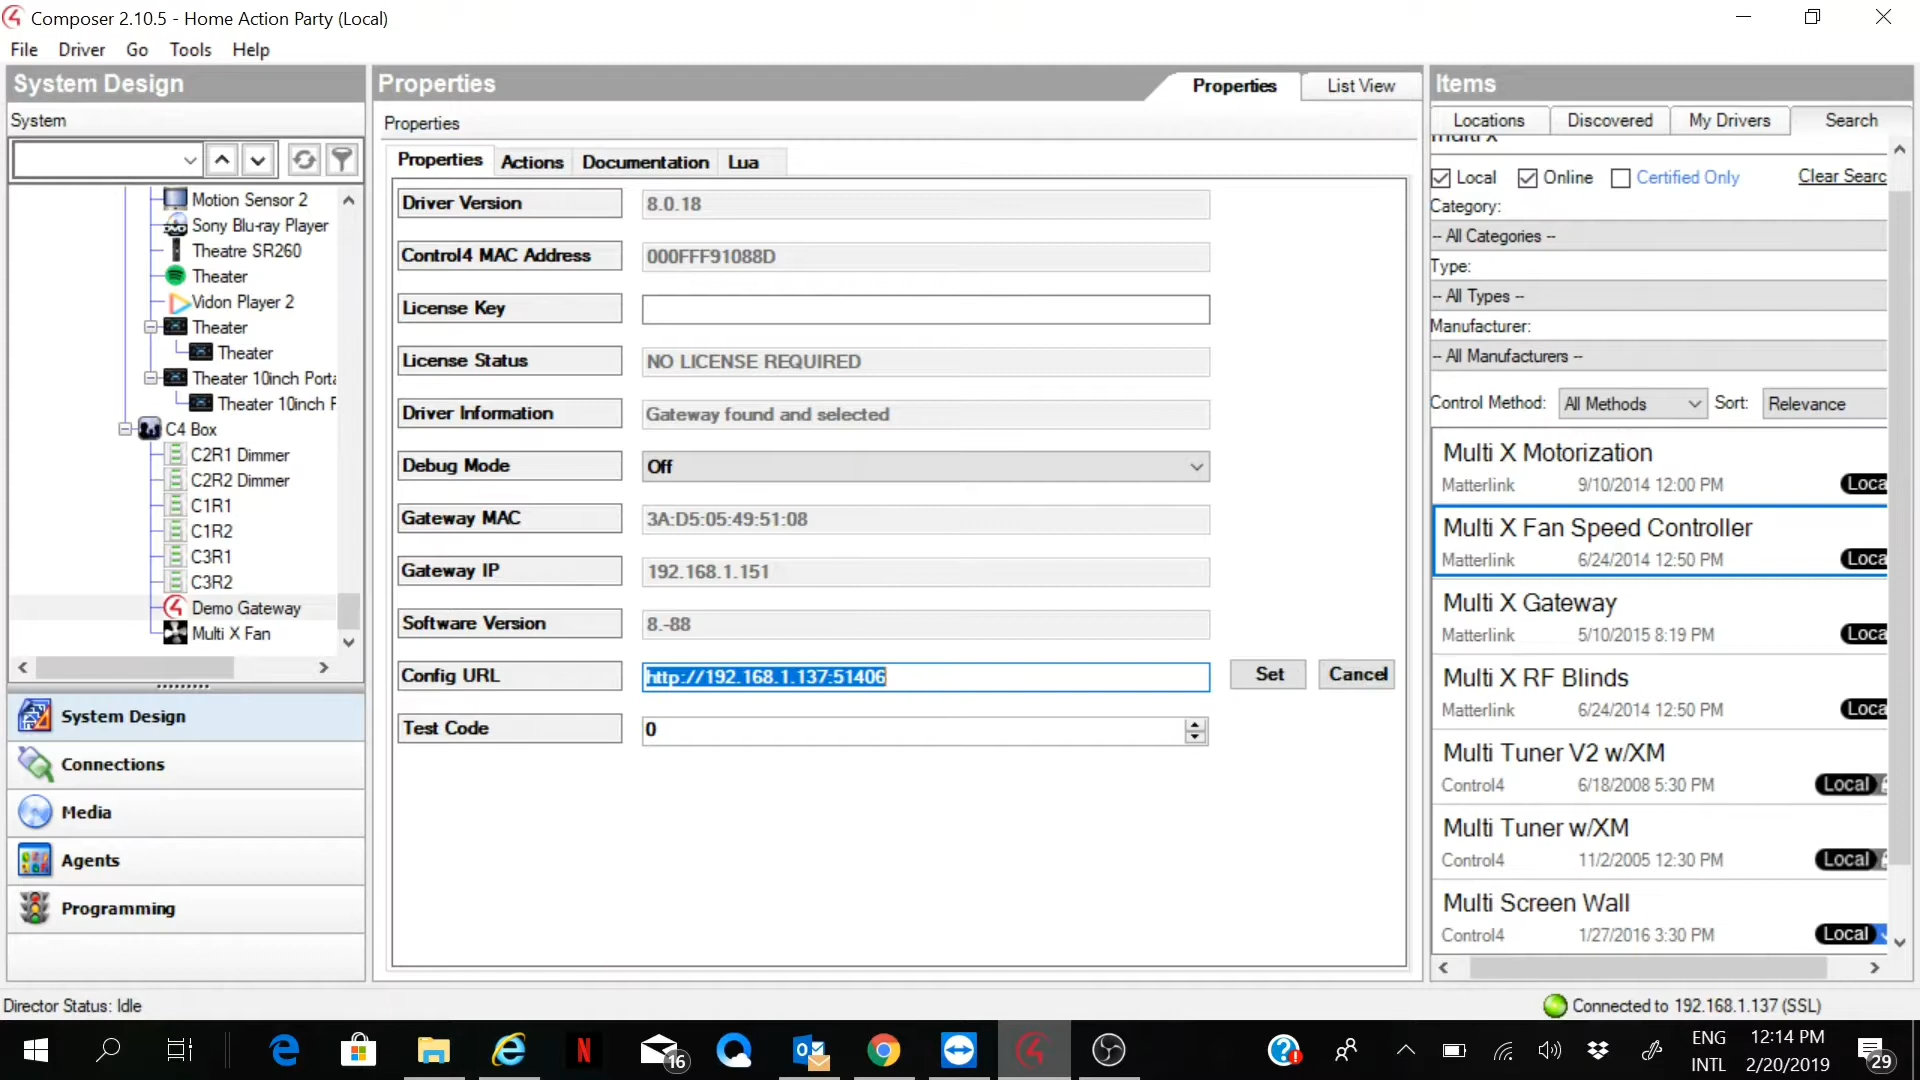 Composer 2.10.5 - Home Action Party (Local)
File Driver Go Tools Help
System Design
System
Motion Sensor 2
Sony Blu-ray Player
Theatre SR260
Theater
Vidon Player 2
Theater
Theater
Theater 10inch Porta
Theater 10inch F
C4 Box
C2R1 Dimmer
C2R2 Dimmer
C1R1
C1R2
C3R1
C3R2
Demo Gateway
Multi X Fan
System Design
Connections
Media
Agents
Programming
Properties
Properties List View
Properties
Properties Actions Documentation Lua
Driver Version 8.0.18
Control4 MAC Address 000FFF91088D
License Key
License Status NO LICENSE REQUIRED
Driver Information Gateway found and selected
Debug Mode Off
Gateway MAC 3A:D5:05:49:51:08
Gateway IP 192.168.1.151
Software Version 8.-88
Config URL http://192.168.1.137:51406 Set Cancel
Test Code 0
Items
Locations Discovered My Drivers Search
Local Online Certified Only Clear Searc
Category:
-- All Categories --
Type:
-- All Types --
Manufacturer:
-- All Manufacturers --
Control Method: All Methods Sort: Relevance
Multi X Motorization
Matterlink 9/10/2014 12:00 PM Loca
Multi X Fan Speed Controller
Matterlink 6/24/2014 12:50 PM Loca
Multi X Gateway
Matterlink 5/10/2015 8:19 PM Loca
Multi X RF Blinds
Matterlink 6/24/2014 12:50 PM Loca
Multi Tuner V2 w/XM
Control4 6/18/2008 5:30 PM Local
Multi Tuner w/XM
Control4 11/2/2005 12:30 PM Local
Multi Screen Wall
Control4 1/27/2016 3:30 PM Local
Director Status: Idle
Connected to 192.168.1.137 (SSL)
16
ENG 12:14 PM
INTL 2/20/2019
29